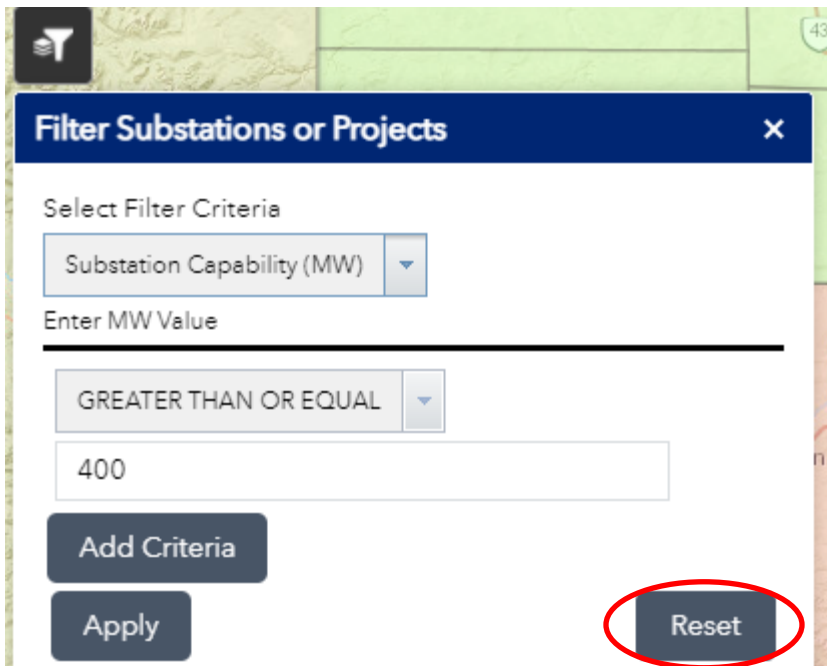 43
Filter Substations or Projects ×
Select Filter Criteria
Substation Capability (MW)
Enter MW Value
GREATER THAN OR EQUAL
400
n
Add Criteria
Apply Reset